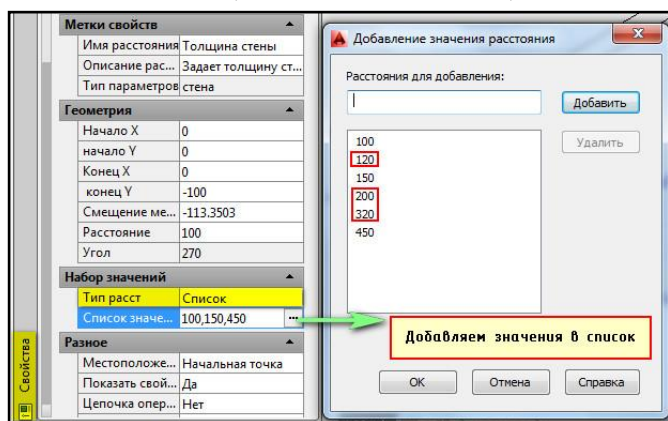 Метки свойств
Имя расстояния Толщина стены
Описание рас... Задает толщину ст...
Тип параметров стена
Геометрия
Начало X 0
начало Y 0
Конец X 0
конец Y -100
Смещение ме... -113.3503
Расстояние 100
Угол 270
Набор значений
Тип расст Список
Список значе... 100,150,450 ...
Разное
Местоположе... Начальная точка
Показать свой... Да
Цепочка опер... Нет
Свойства
Добавление значения расстояния
Расстояния для добавления:
Добавить
Удалить
100
120
150
200
320
450
Добавляем значения в список
OK Отмена Справка